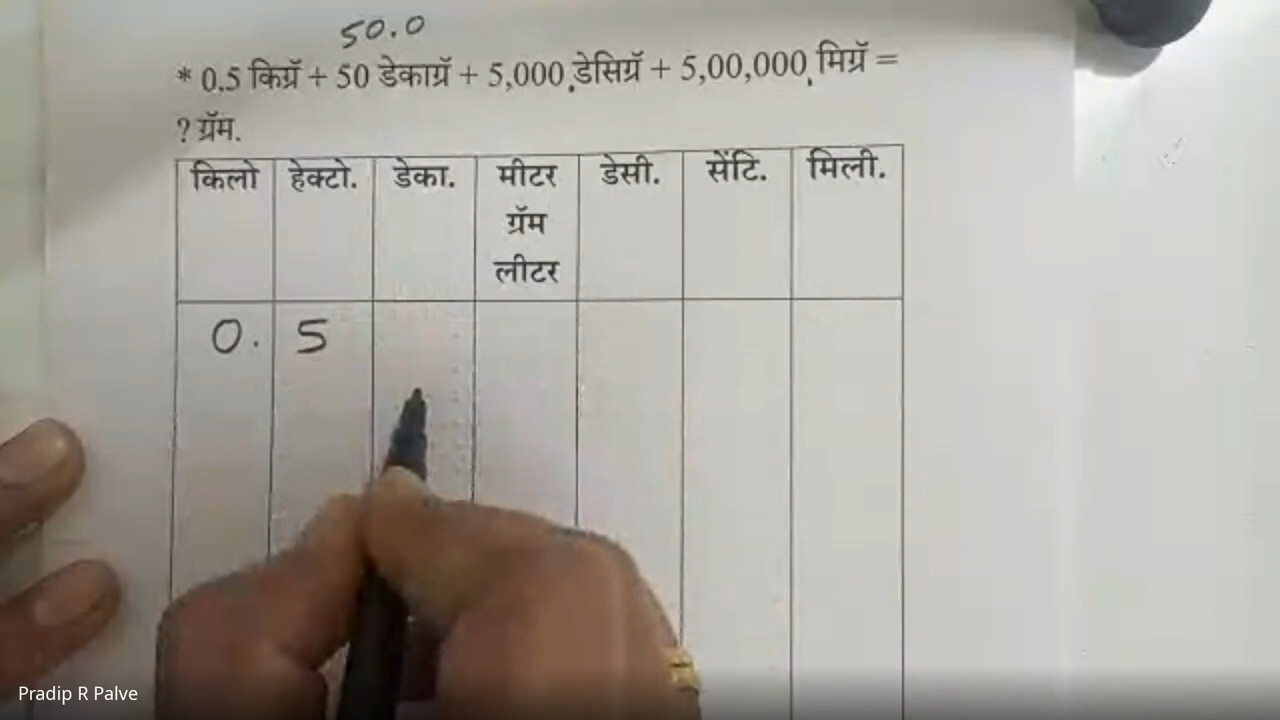 50.0
* 0.5 किग्रॅ + 50 डेकाग्रॅ + 5,000 डेसिग्रॅ + 5,00,000 मिग्रॅ =
? ग्रॅम.
किलो हेक्टो. डेका. मीटर ग्रॅम लीटर डेसी. सेंटि. मिली.
0. 5
Pradip R Palve